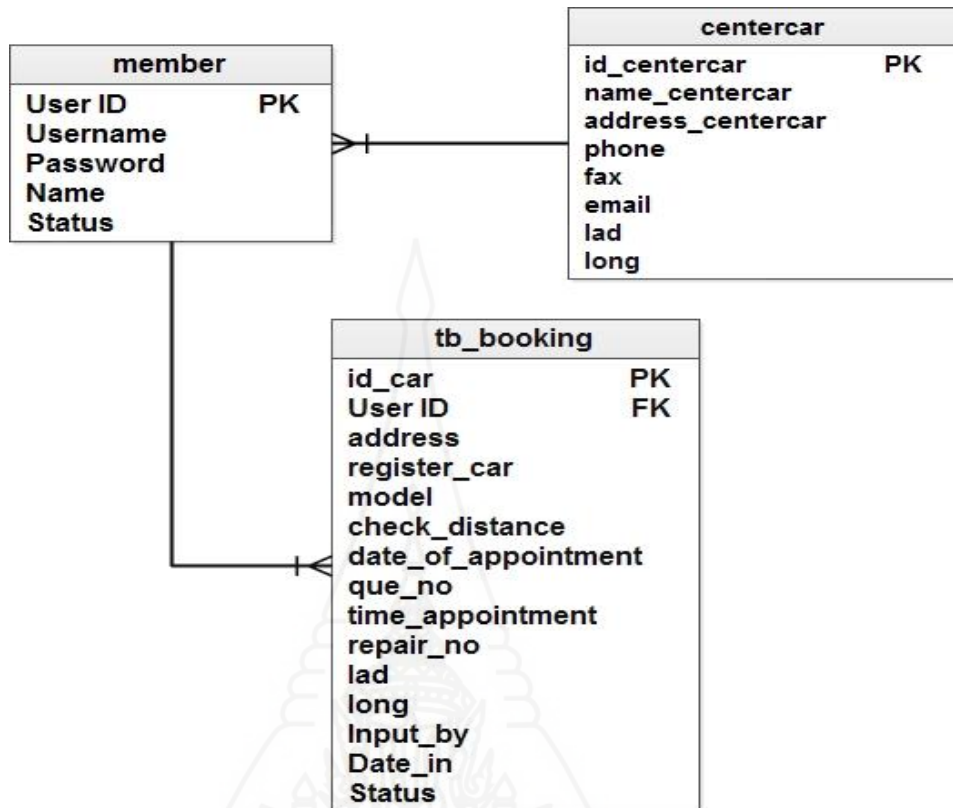 member
User ID PK
Username
Password
Name
Status
centercar
id_centercar PK
name_centercar
address_centercar
phone
fax
email
lad
long
tb_booking
id_car PK
User ID FK
address
register_car
model
check_distance
date_of_appointment
que_no
time_appointment
repair_no
lad
long
Input_by
Date_in
Status